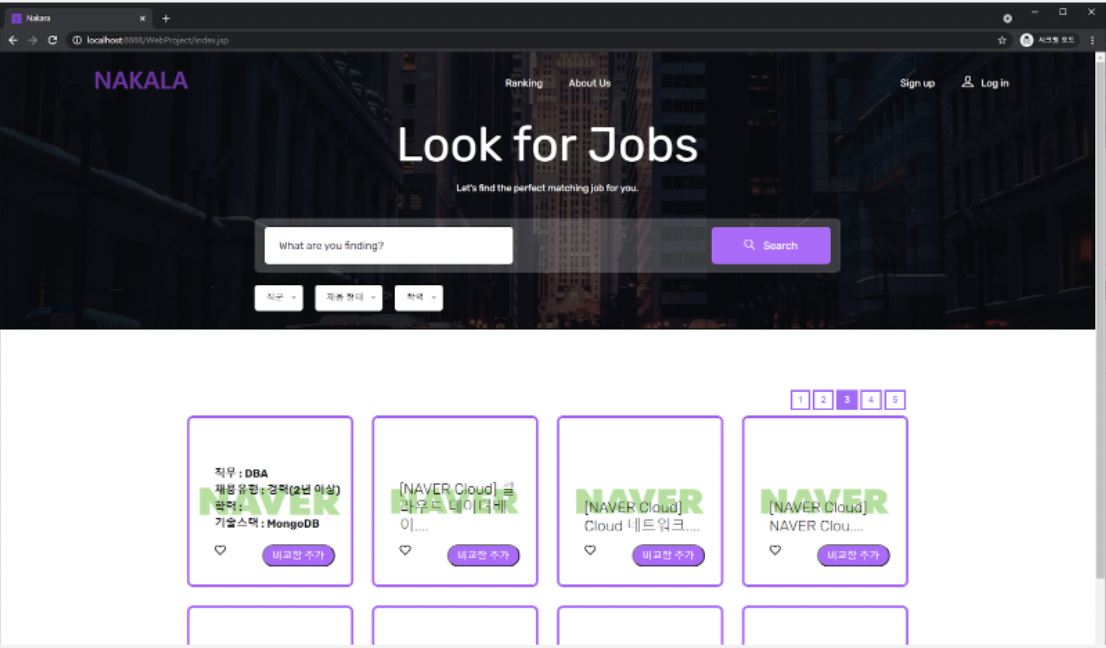 Nakara
localhost:8888/WebProject/index.jsp
시크릿 모드
NAKALA
Ranking
About Us
Sign up
Log in
Look for Jobs
Let's find the perfect matching job for you.
What are you finding?
Search
직군
채용 형태
학력
1
2
3
4
5
NAVER
직무 : DBA
채용유형 : 경력(2년 이상)
학력 :
기술스택 : MongoDB
비교함 추가
NAVER
[NAVER Cloud] 클
라우드 데이터베
이....
비교함 추가
NAVER
[NAVER Cloud]
Cloud 네트워크....
비교함 추가
NAVER
[NAVER Cloud]
NAVER Clou....
비교함 추가